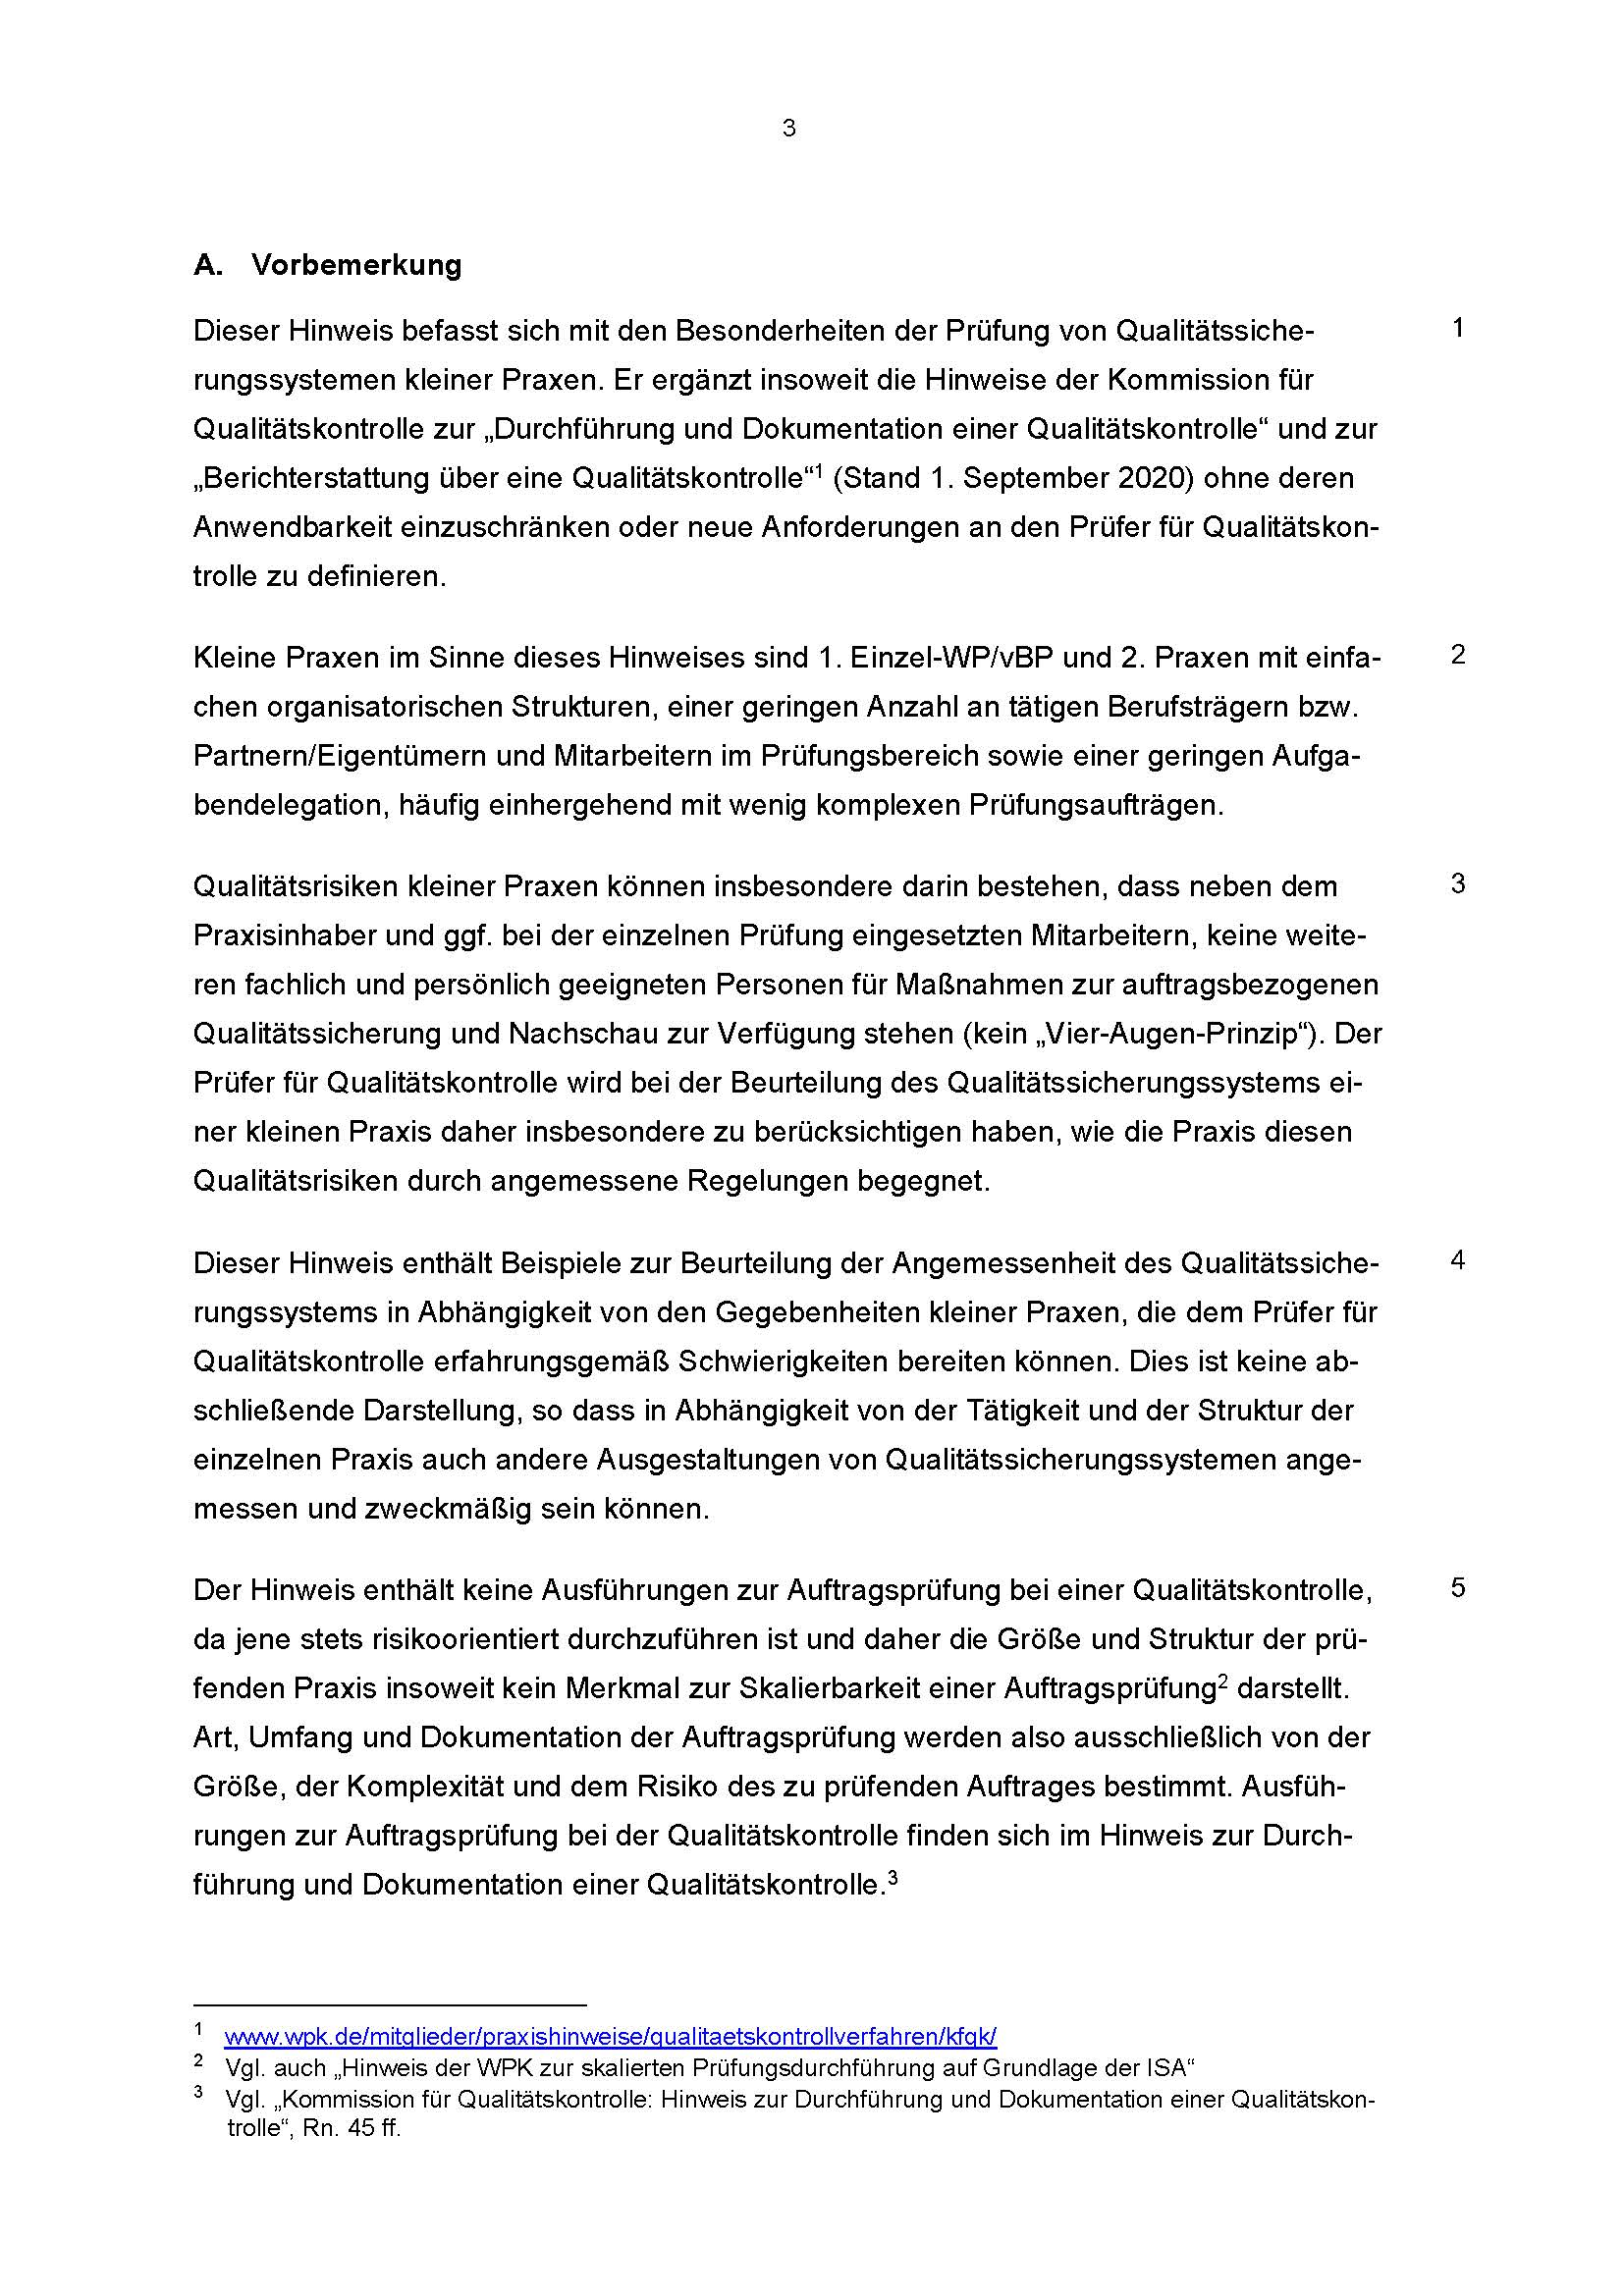 3
A. Vorbemerkung
Dieser Hinweis befasst sich mit den Besonderheiten der Prüfung von Qualitätssiche- 1
rungssystemen kleiner Praxen. Er ergänzt insoweit die Hinweise der Kommission für
Qualitätskontrolle zur „Durchführung und Dokumentation einer Qualitätskontrolle“ und zur
„Berichterstattung über eine Qualitätskontrolle“1 (Stand 1. September 2020) ohne deren
Anwendbarkeit einzuschränken oder neue Anforderungen an den Prüfer für Qualitätskon-
trolle zu definieren.
Kleine Praxen im Sinne dieses Hinweises sind 1. Einzel-WP/vBP und 2. Praxen mit einfa- 2
chen organisatorischen Strukturen, einer geringen Anzahl an tätigen Berufsträgern bzw.
Partnern/Eigentümern und Mitarbeitern im Prüfungsbereich sowie einer geringen Aufga-
bendelegation, häufig einhergehend mit wenig komplexen Prüfungsaufträgen.
Qualitätsrisiken kleiner Praxen können insbesondere darin bestehen, dass neben dem 3
Praxisinhaber und ggf. bei der einzelnen Prüfung eingesetzten Mitarbeitern, keine weite-
ren fachlich und persönlich geeigneten Personen für Maßnahmen zur auftragsbezogenen
Qualitätssicherung und Nachschau zur Verfügung stehen (kein „Vier-Augen-Prinzip“). Der
Prüfer für Qualitätskontrolle wird bei der Beurteilung des Qualitätssicherungssystems ei-
ner kleinen Praxis daher insbesondere zu berücksichtigen haben, wie die Praxis diesen
Qualitätsrisiken durch angemessene Regelungen begegnet.
Dieser Hinweis enthält Beispiele zur Beurteilung der Angemessenheit des Qualitätssiche- 4
rungssystems in Abhängigkeit von den Gegebenheiten kleiner Praxen, die dem Prüfer für
Qualitätskontrolle erfahrungsgemäß Schwierigkeiten bereiten können. Dies ist keine ab-
schließende Darstellung, so dass in Abhängigkeit von der Tätigkeit und der Struktur der
einzelnen Praxis auch andere Ausgestaltungen von Qualitätssicherungssystemen ange-
messen und zweckmäßig sein können.
Der Hinweis enthält keine Ausführungen zur Auftragsprüfung bei einer Qualitätskontrolle, 5
da jene stets risikoorientiert durchzuführen ist und daher die Größe und Struktur der prü-
fenden Praxis insoweit kein Merkmal zur Skalierbarkeit einer Auftragsprüfung2 darstellt.
Art, Umfang und Dokumentation der Auftragsprüfung werden also ausschließlich von der
Größe, der Komplexität und dem Risiko des zu prüfenden Auftrages bestimmt. Ausfüh-
rungen zur Auftragsprüfung bei der Qualitätskontrolle finden sich im Hinweis zur Durch-
führung und Dokumentation einer Qualitätskontrolle.3
1 www.wpk.de/mitglieder/praxishinweise/qualitaetskontrollverfahren/kfqk/
2 Vgl. auch „Hinweis der WPK zur skalierten Prüfungsdurchführung auf Grundlage der ISA“
3 Vgl. „Kommission für Qualitätskontrolle: Hinweis zur Durchführung und Dokumentation einer Qualitätskon-
trolle“, Rn. 45 ff.